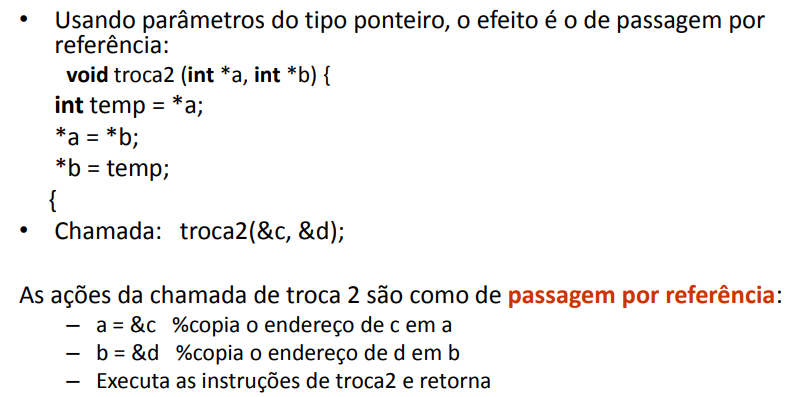 • Usando parâmetros do tipo ponteiro, o efeito é o de passagem por
referência:
void troca2 (int *a, int *b) {
int temp = *a;
*a = *b;
*b = temp;
{
• Chamada: troca2(&c, &d);
As ações da chamada de troca 2 são como de passagem por referência:
– a = &c %copia o endereço de c em a
– b = &d %copia o endereço de d em b
– Executa as instruções de troca2 e retorna